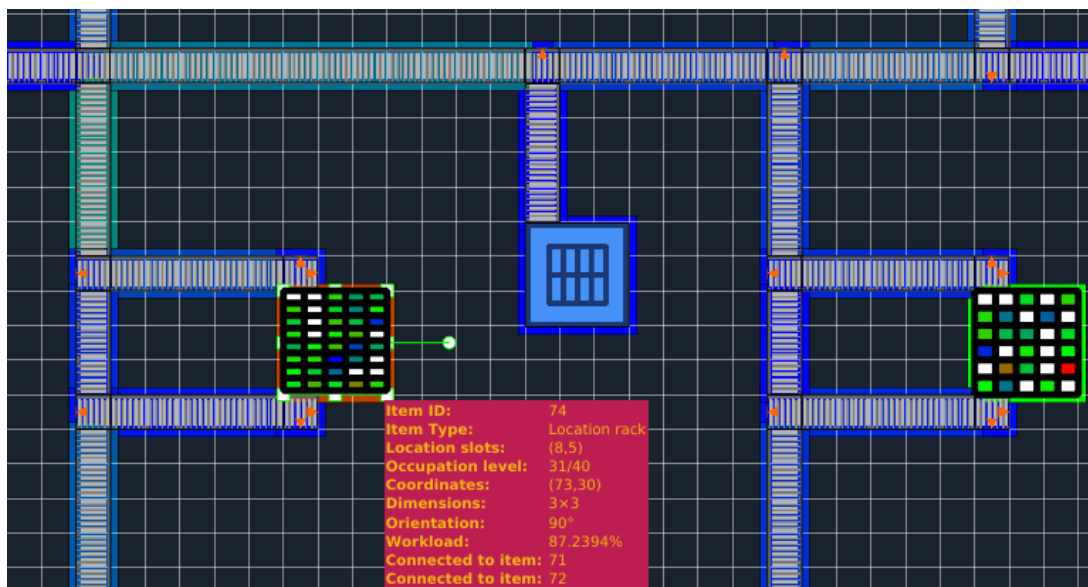 Item ID: 74
Item Type: Location rack
Location slots: (8,5)
Occupation level: 31/40
Coordinates: (73,30)
Dimensions: 3×3
Orientation: 90°
Workload: 87.2394%
Connected to item: 71
Connected to item: 72